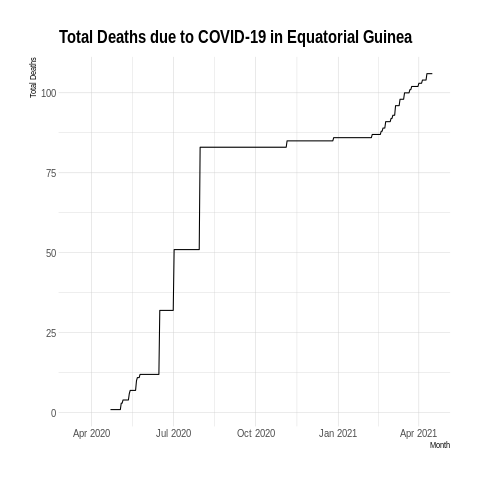 Total Deaths due to COVID-19 in Equatorial Guinea
Total Deaths
100
75
50
25
0
Apr 2020 Jul 2020 Oct 2020 Jan 2021 Apr 2021
Month